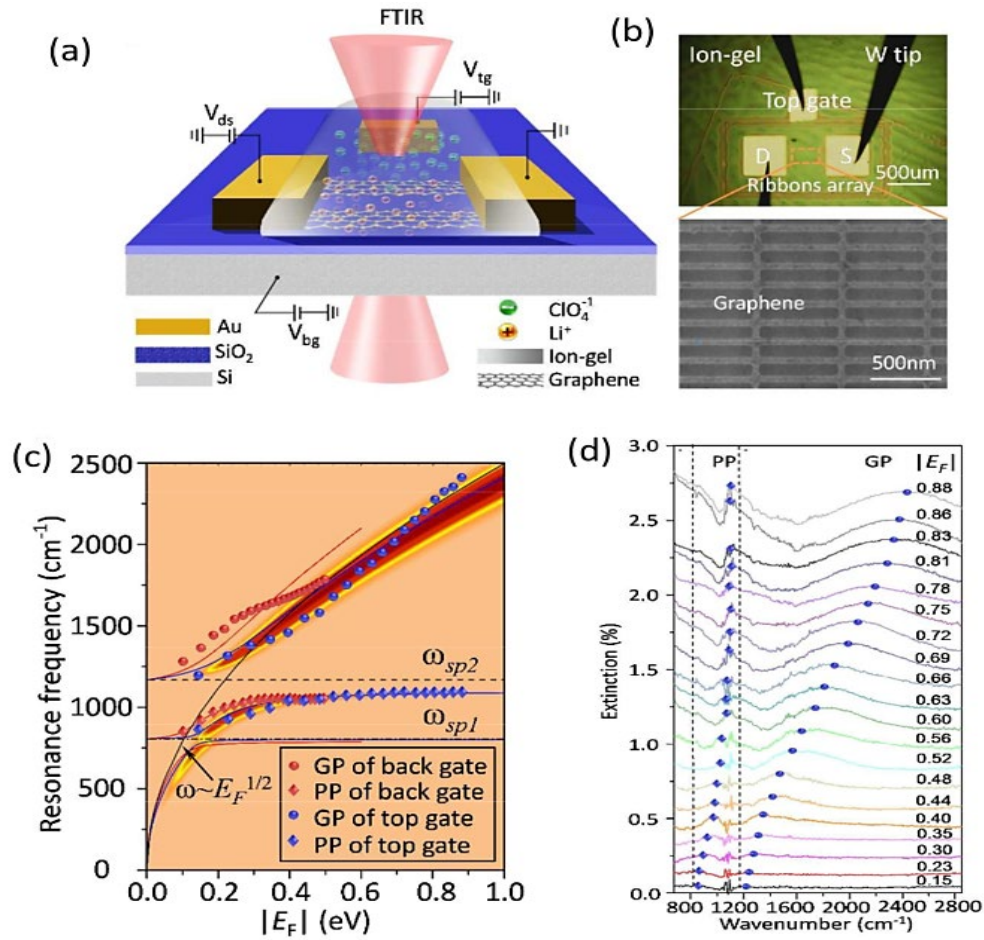 (a)
FTIR
V_tg
V_ds
V_bg
Au
SiO₂
Si
ClO₄⁻¹
Li⁺
Ion-gel
Graphene
(b)
Ion-gel
W tip
Top gate
D
S
Ribbons array
500um
Graphene
500nm
(c)
Resonance frequency (cm⁻¹)
2500
2000
1500
1000
500
0
ω_sp2
ω_sp1
ω~E_F^1/2
GP of back gate
PP of back gate
GP of top gate
PP of top gate
0.0 0.2 0.4 0.6 0.8 1.0
|E_F| (eV)
(d)
Extinction (%)
3.0
2.5
2.0
1.5
1.0
0.5
0.0
PP
GP
|E_F|
0.88
0.86
0.83
0.81
0.78
0.75
0.72
0.69
0.66
0.63
0.60
0.56
0.52
0.48
0.44
0.40
0.35
0.30
0.23
0.15
800 1200 1600 2000 2400 2800
Wavenumber (cm⁻¹)